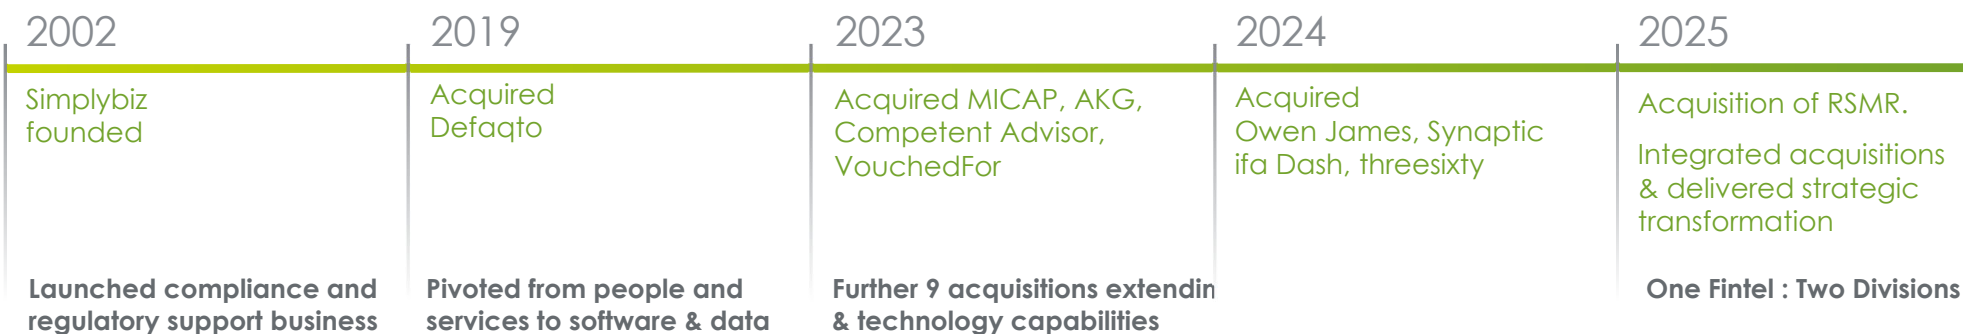 2002
Simplybiz
founded
Launched compliance and
regulatory support business
2019
Acquired
Defaqto
Pivoted from people and
services to software & data
2023
Acquired MICAP, AKG,
Competent Advisor,
VouchedFor
Further 9 acquisitions extendin
& technology capabilities
2024
Acquired
Owen James, Synaptic
ifa Dash, threesixty
2025
Acquisition of RSMR.
Integrated acquisitions
& delivered strategic
transformation
One Fintel : Two Divisions